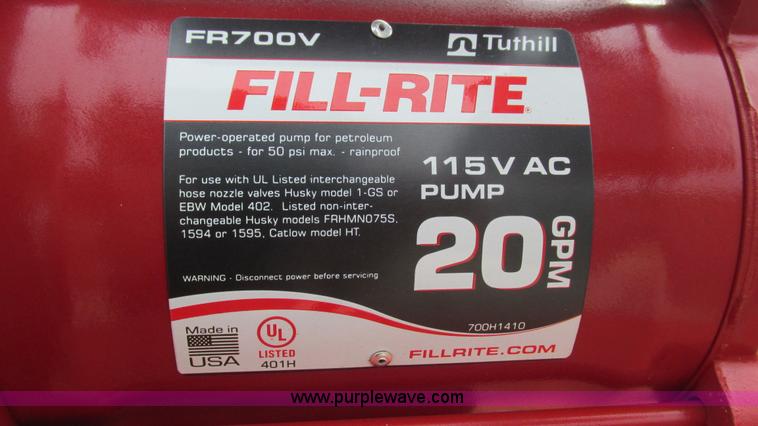 FR700V
Tuthill
FILL-RITE®
Power-operated pump for petroleum
products - for 50 psi max. - rainproof
For use with UL Listed interchangeable
hose nozzle valves Husky model 1-GS or
EBW Model 402. Listed non-inter-
changeable Husky models FRHMN075S,
1594 or 1595, Catlow model HT.
WARNING - Disconnect power before servicing
115V AC
PUMP
20
GPM
700H1410
Made in
USA
UL
LISTED
401H
FILLRITE.COM
www.purplewave.com